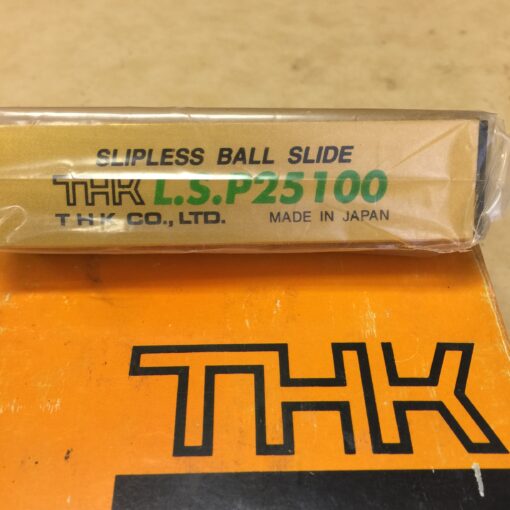 SLIPLESS BALL SLIDE
THK L.S.P25100
THK CO., LTD. MADE IN JAPAN
THK